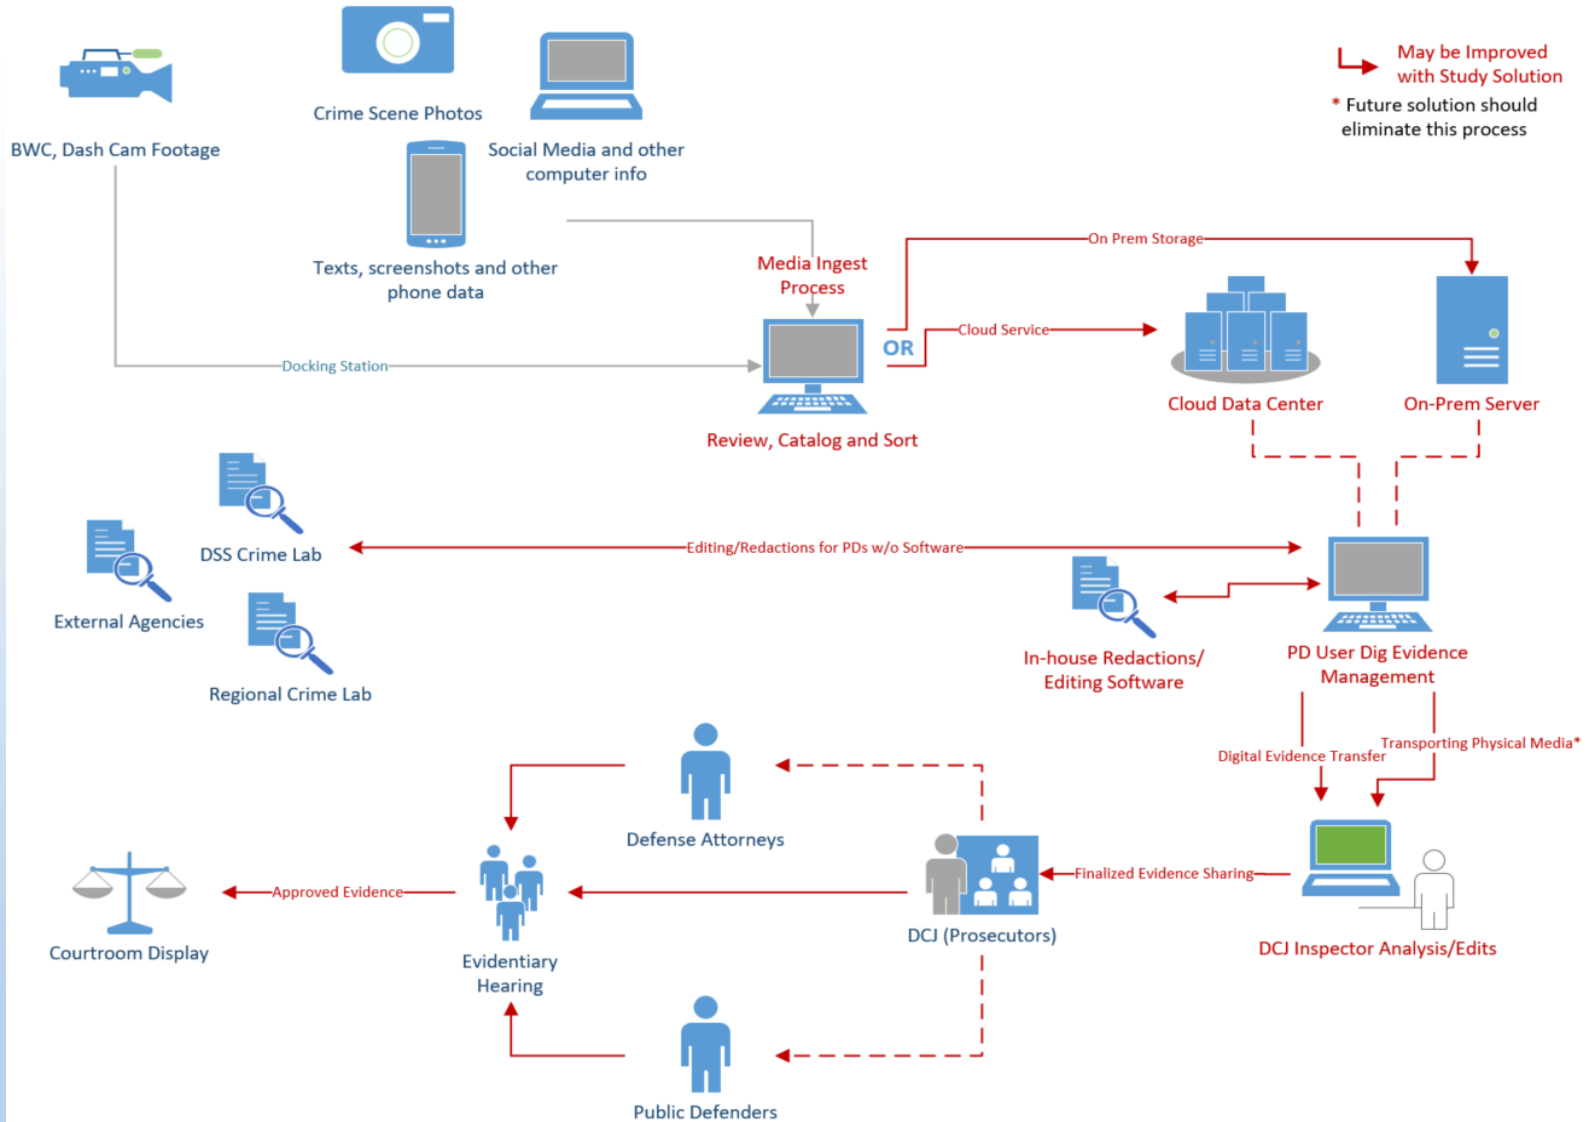 May be Improved
with Study Solution
* Future solution should
eliminate this process
Crime Scene Photos
BWC, Dash Cam Footage
Social Media and other
computer info
Texts, screenshots and other
phone data
Media Ingest
Process
On Prem Storage
Cloud Service
OR
Docking Station
Cloud Data Center
On-Prem Server
Review, Catalog and Sort
DSS Crime Lab
Editing/Redactions for PDs w/o Software
External Agencies
Regional Crime Lab
In-house Redactions/
Editing Software
PD User Dig Evidence
Management
Digital Evidence Transfer
Transporting Physical Media*
Defense Attorneys
Finalized Evidence Sharing
Approved Evidence
DCJ (Prosecutors)
DCJ Inspector Analysis/Edits
Courtroom Display
Evidentiary
Hearing
Public Defenders